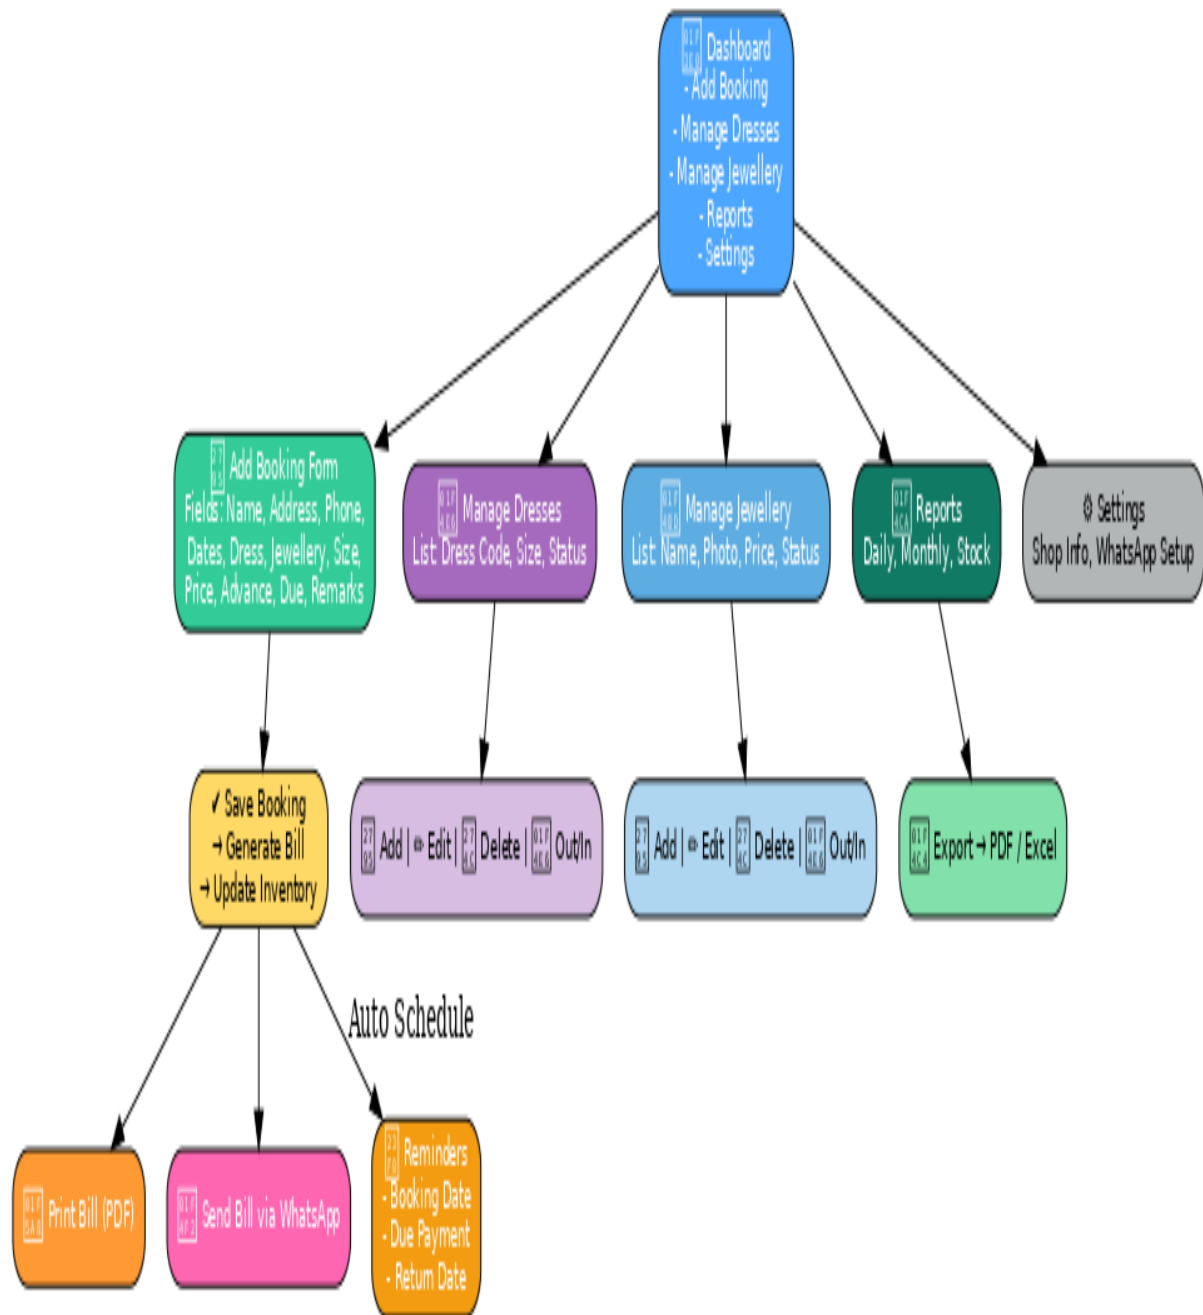 Dashboard
- Add Booking
- Manage Dresses
- Manage Jewellery
- Reports
- Settings
Add Booking Form
Fields: Name, Address, Phone,
Dates, Dress, Jewellery, Size,
Price, Advance, Due, Remarks
Manage Dresses
List: Dress Code, Size, Status
Manage Jewellery
List: Name, Photo, Price, Status
Reports
Daily, Monthly, Stock
⚙ Settings
Shop Info, WhatsApp Setup
✔ Save Booking
→ Generate Bill
→ Update Inventory
Add | ✏ Edit | Delete | Out/In
Add | ✏ Edit | Delete | Out/In
Export → PDF / Excel
Auto Schedule
Print Bill (PDF)
Send Bill via WhatsApp
Reminders
- Booking Date
- Due Payment
- Return Date